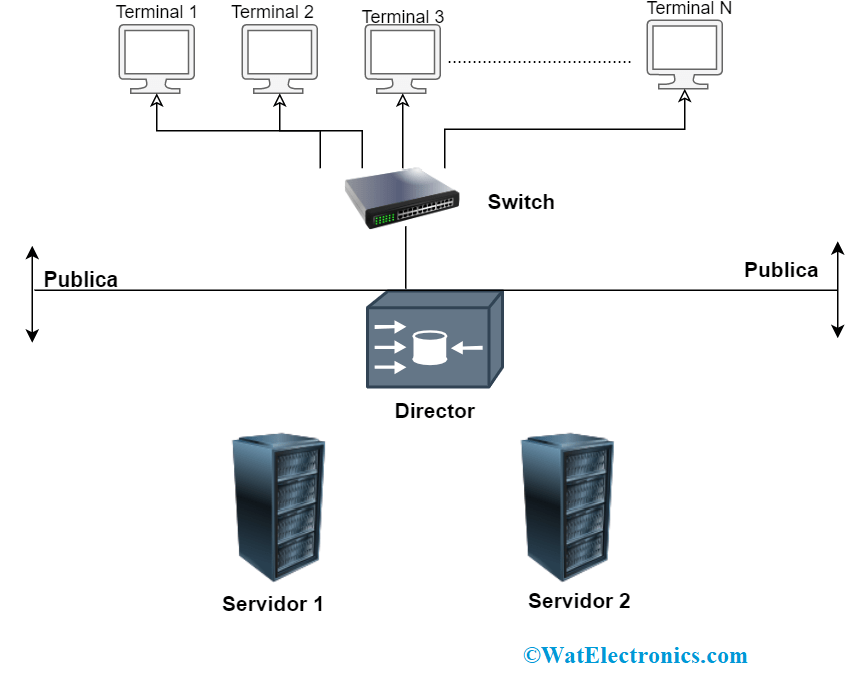 Terminal 1
Terminal 2
Terminal 3
Terminal N
Switch
Publica
Publica
Director
Servidor 1
Servidor 2
©WatElectronics.com